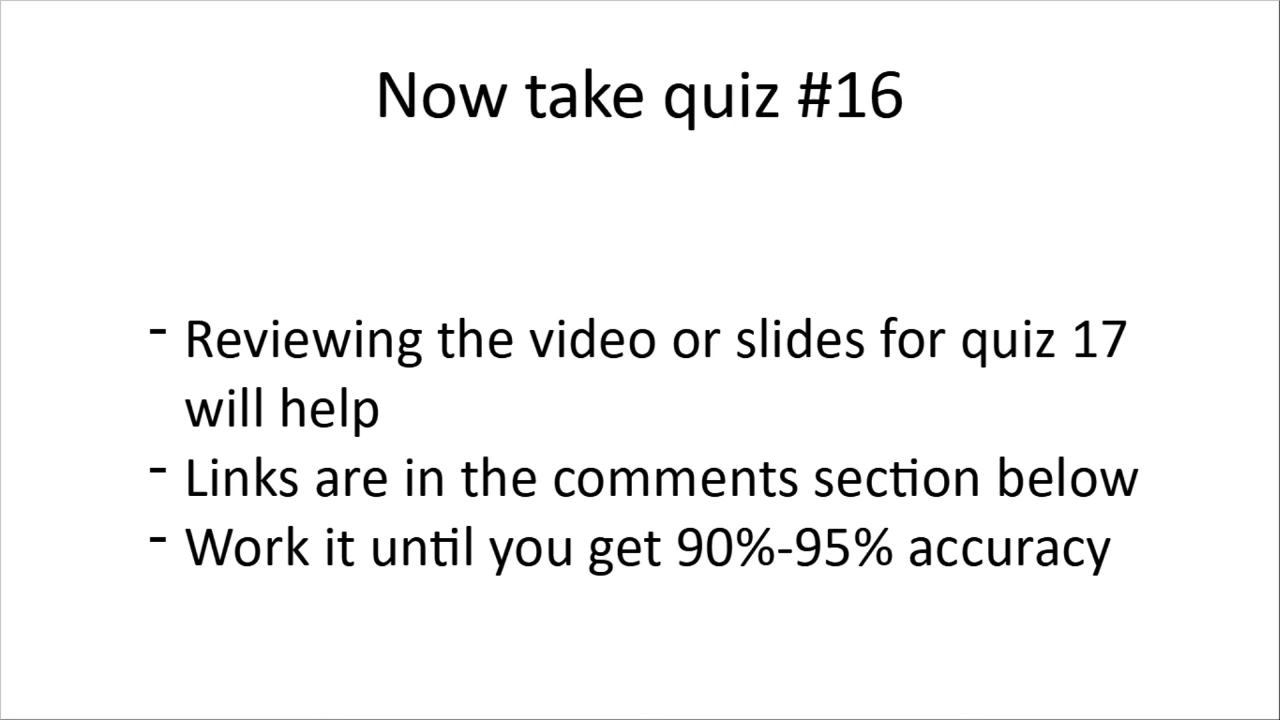 Now take quiz #16
- Reviewing the video or slides for quiz 17
will help
- Links are in the comments section below
- Work it until you get 90%-95% accuracy